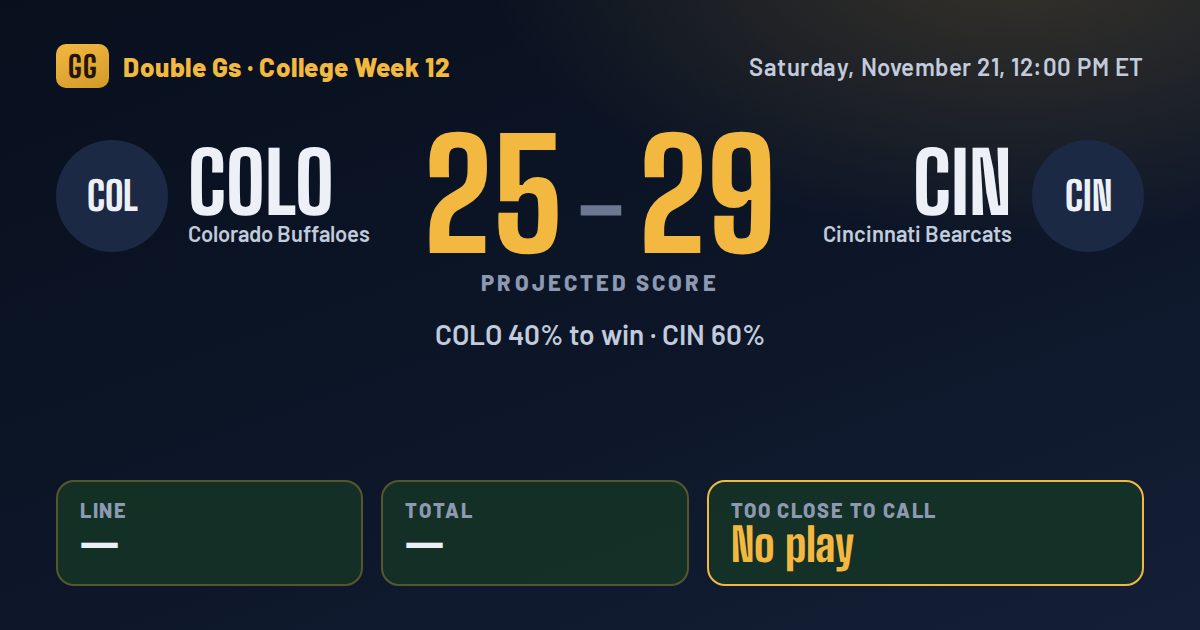 GG Double Gs · College Week 12
Saturday, November 21, 12:00 PM ET
COL
COLO
Colorado Buffaloes
25 – 29
CIN
Cincinnati Bearcats
CIN
PROJECTED SCORE
COLO 40% to win · CIN 60%
LINE
—
TOTAL
—
TOO CLOSE TO CALL
No play